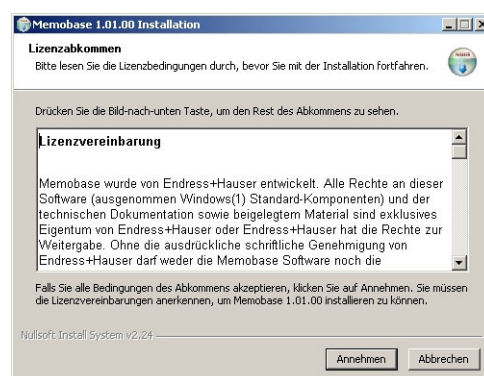 Memobase 1.01.00 Installation
Lizenzabkommen
Bitte lesen Sie die Lizenzbedingungen durch, bevor Sie mit der Installation fortfahren.
Drücken Sie die Bild-nach-unten Taste, um den Rest des Abkommens zu sehen.
Lizenzvereinbarung
Memobase wurde von Endress+Hauser entwickelt. Alle Rechte an dieser
Software (ausgenommen Windows(1) Standard-Komponenten) und der
technischen Dokumentation sowie beigelegtem Material sind exklusives
Eigentum von Endress+Hauser oder Endress+Hauser hat die Rechte zur
Weitergabe. Ohne die ausdrückliche schriftliche Genehmigung von
Endress+Hauser darf weder die Memobase Software noch die
Falls Sie alle Bedingungen des Abkommens akzeptieren, klicken Sie auf Annehmen. Sie müssen
die Lizenzvereinbarungen anerkennen, um Memobase 1.01.00 installieren zu können.
Nullsoft Install System v2.24
Annehmen
Abbrechen